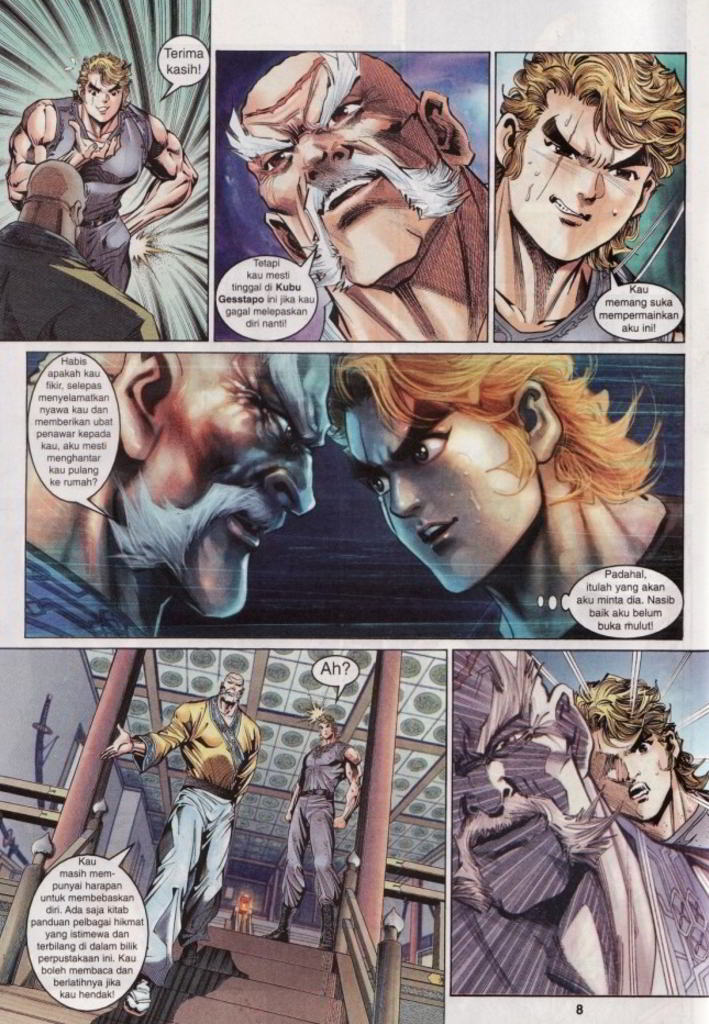 Terima
kasih!
Tetapi
kau mesti
tinggal di Kubu
Gesstapo ini jika kau
gagal melepaskan
diri nanti!
Kau
memang suka
mempermainkan
aku ini!
Habis
apakah kau
fikir, selepas
menyelamatkan
nyawa kau dan
memberikan ubat
penawar kepada
kau, aku mesti
menghantar
kau pulang
ke rumah?
Padahal,
itulah yang akan
aku minta dia. Nasib
baik aku belum
buka mulut!
Ah?
Kau
masih mem-
punyai harapan
untuk membebaskan
diri. Ada saja kitab
panduan pelbagai hikmat
yang istimewa dan
terbilang di dalam bilik
perpustakaan ini. Kau
boleh membaca dan
berlatihnya jika
kau hendak!
8